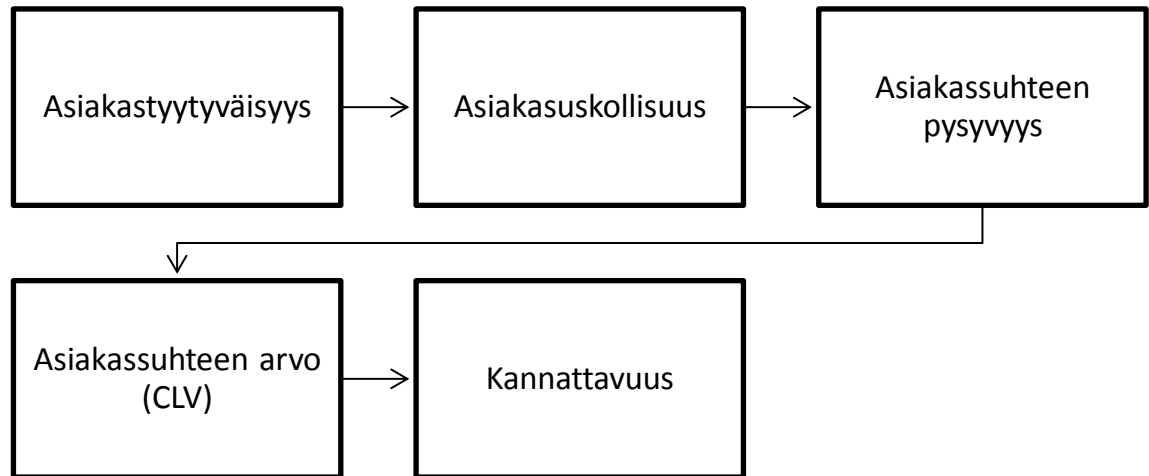 Asiakastyytyväisyys
Asiakasuskollisuus
Asiakassuhteen
pysyvyys
Asiakassuhteen arvo
(CLV)
Kannattavuus